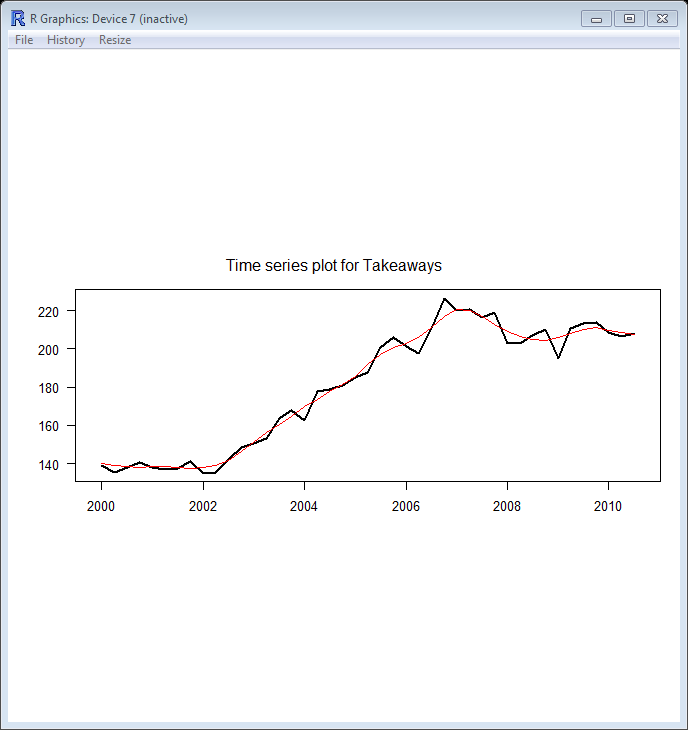 R Graphics: Device 7 (inactive)
File History Resize
Time series plot for Takeaways
220
200
180
160
140
2000 2002 2004 2006 2008 2010